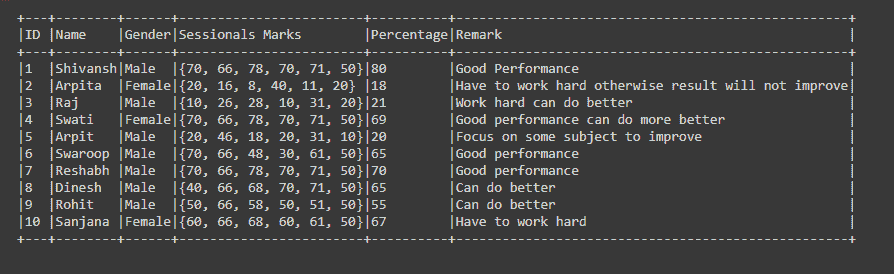 +---+--------+------+------------------------+----------+--------------------------------------------------+
|ID |Name    |Gender|Sessionals Marks        |Percentage|Remark                                            |
+---+--------+------+------------------------+----------+--------------------------------------------------+
|1  |Shivansh|Male  |{70, 66, 78, 70, 71, 50}|80        |Good Performance                                  |
|2  |Arpita  |Female|{20, 16, 8, 40, 11, 20} |18        |Have to work hard otherwise result will not improve|
|3  |Raj     |Male  |{10, 26, 28, 10, 31, 20}|21        |Work hard can do better                           |
|4  |Swati   |Female|{70, 66, 78, 70, 71, 50}|69        |Good performance can do more better               |
|5  |Arpit   |Male  |{20, 46, 18, 20, 31, 10}|20        |Focus on some subject to improve                  |
|6  |Swaroop |Male  |{70, 66, 48, 30, 61, 50}|65        |Good performance                                  |
|7  |Reshabh |Male  |{70, 66, 78, 70, 71, 50}|70        |Good performance                                  |
|8  |Dinesh  |Male  |{40, 66, 68, 70, 71, 50}|65        |Can do better                                     |
|9  |Rohit   |Male  |{50, 66, 58, 50, 51, 50}|55        |Can do better                                     |
|10 |Sanjana |Female|{60, 66, 68, 60, 61, 50}|67        |Have to work hard                                 |
+---+--------+------+------------------------+----------+--------------------------------------------------+